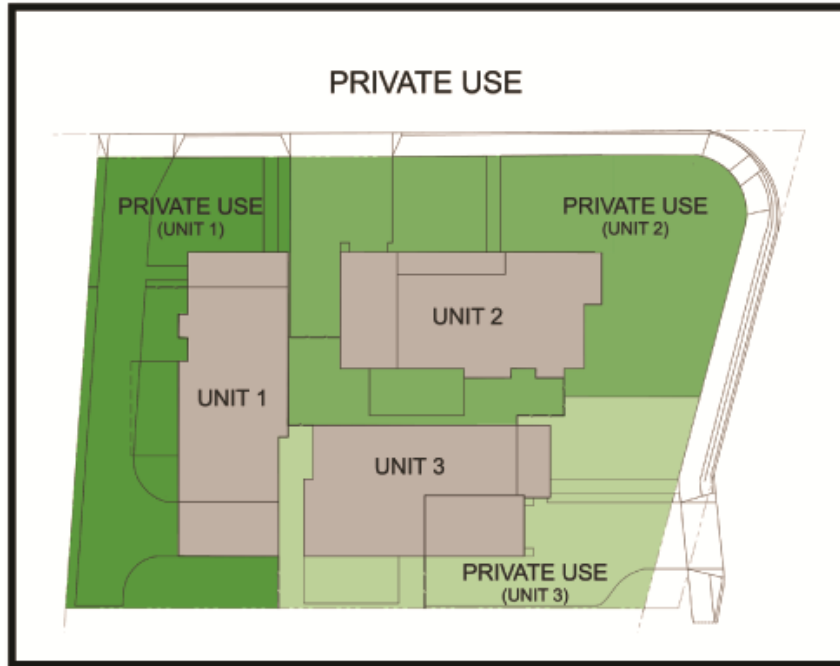 PRIVATE USE
PRIVATE USE
(UNIT 1)
PRIVATE USE
(UNIT 2)
UNIT 2
UNIT 1
UNIT 3
PRIVATE USE
(UNIT 3)